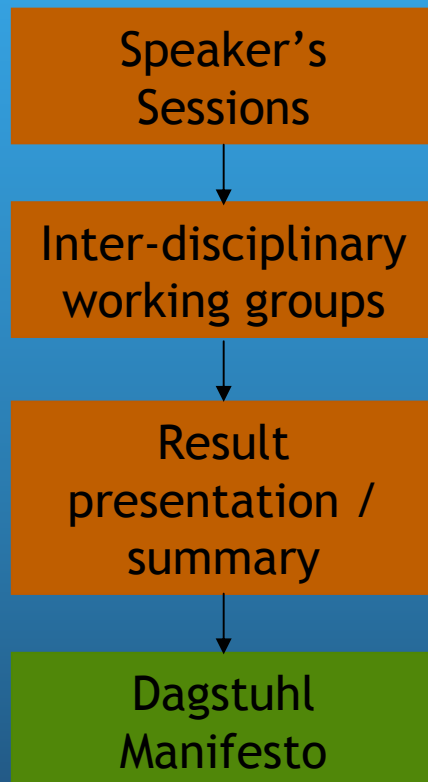 Speaker’s
Sessions
Inter-disciplinary
working groups
Result
presentation /
summary
Dagstuhl
Manifesto